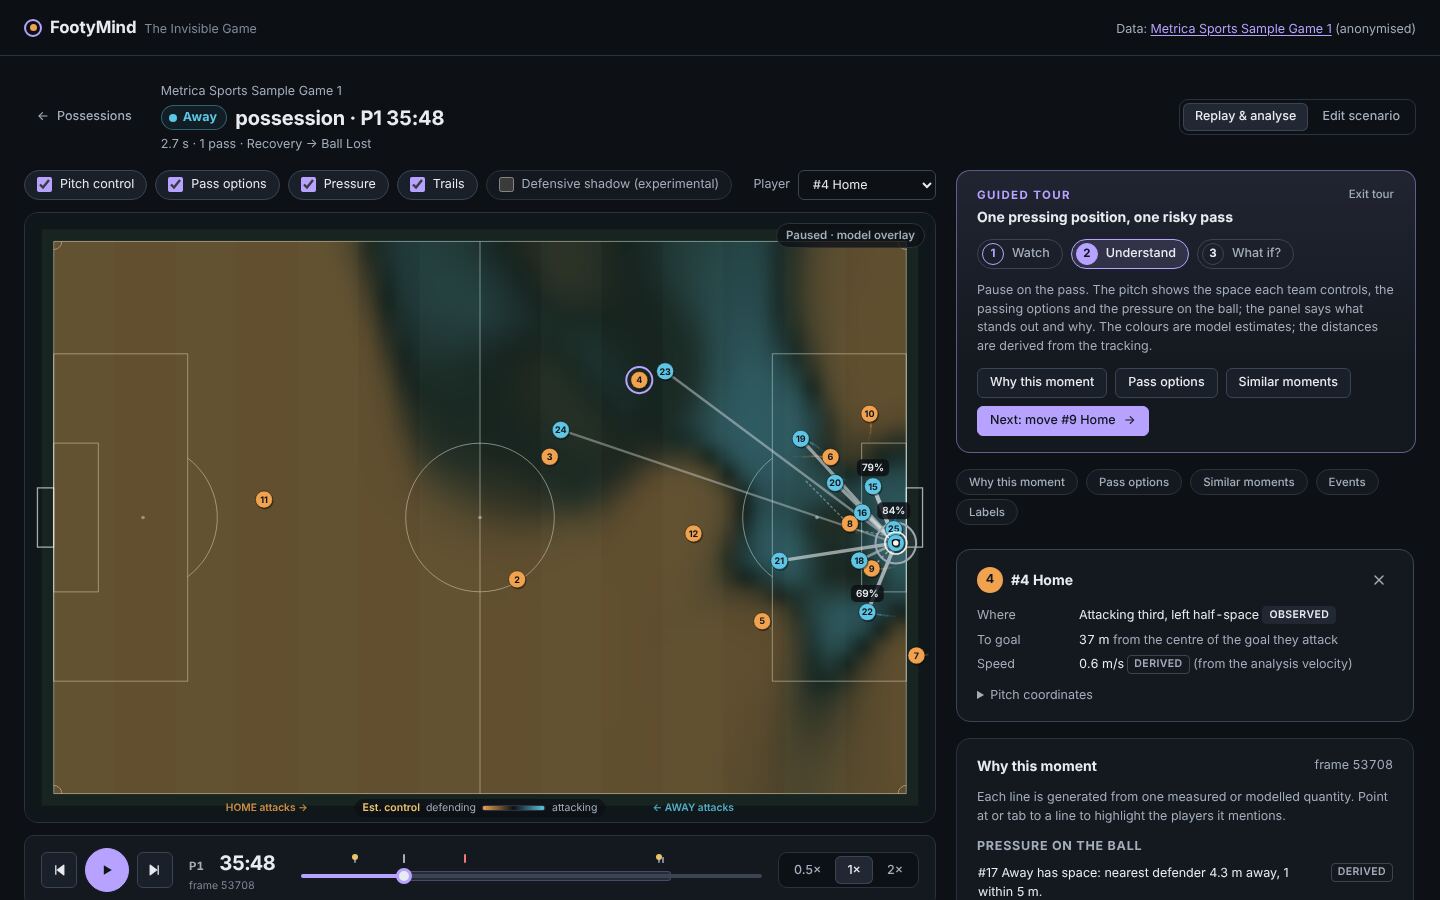 FootyMind The Invisible Game
Data: Metrica Sports Sample Game 1 (anonymised)
← Possessions
Metrica Sports Sample Game 1
Away possession · P1 35:48
2.7 s · 1 pass · Recovery → Ball Lost
Replay & analyse
Edit scenario
Pitch control
Pass options
Pressure
Trails
Defensive shadow (experimental)
Player
#4 Home
Paused · model overlay
4
23
10
24
19
3
6
79%
20
15
11
84%
16
8
25
12
21
18
9
2
69%
22
5
7
HOME attacks →
Est. control defending attacking
← AWAY attacks
P1 35:48
frame 53708
0.5×
1×
2×
GUIDED TOUR
Exit tour
One pressing position, one risky pass
1 Watch
2 Understand
3 What if?
Pause on the pass. The pitch shows the space each team controls, the
passing options and the pressure on the ball; the panel says what
stands out and why. The colours are model estimates; the distances
are derived from the tracking.
Why this moment
Pass options
Similar moments
Next: move #9 Home →
Why this moment
Pass options
Similar moments
Events
Labels
4 #4 Home
Where Attacking third, left half-space OBSERVED
To goal 37 m from the centre of the goal they attack
Speed 0.6 m/s DERIVED (from the analysis velocity)
Pitch coordinates
Why this moment
frame 53708
Each line is generated from one measured or modelled quantity. Point
at or tab to a line to highlight the players it mentions.
PRESSURE ON THE BALL
#17 Away has space: nearest defender 4.3 m away, 1
within 5 m.
DERIVED